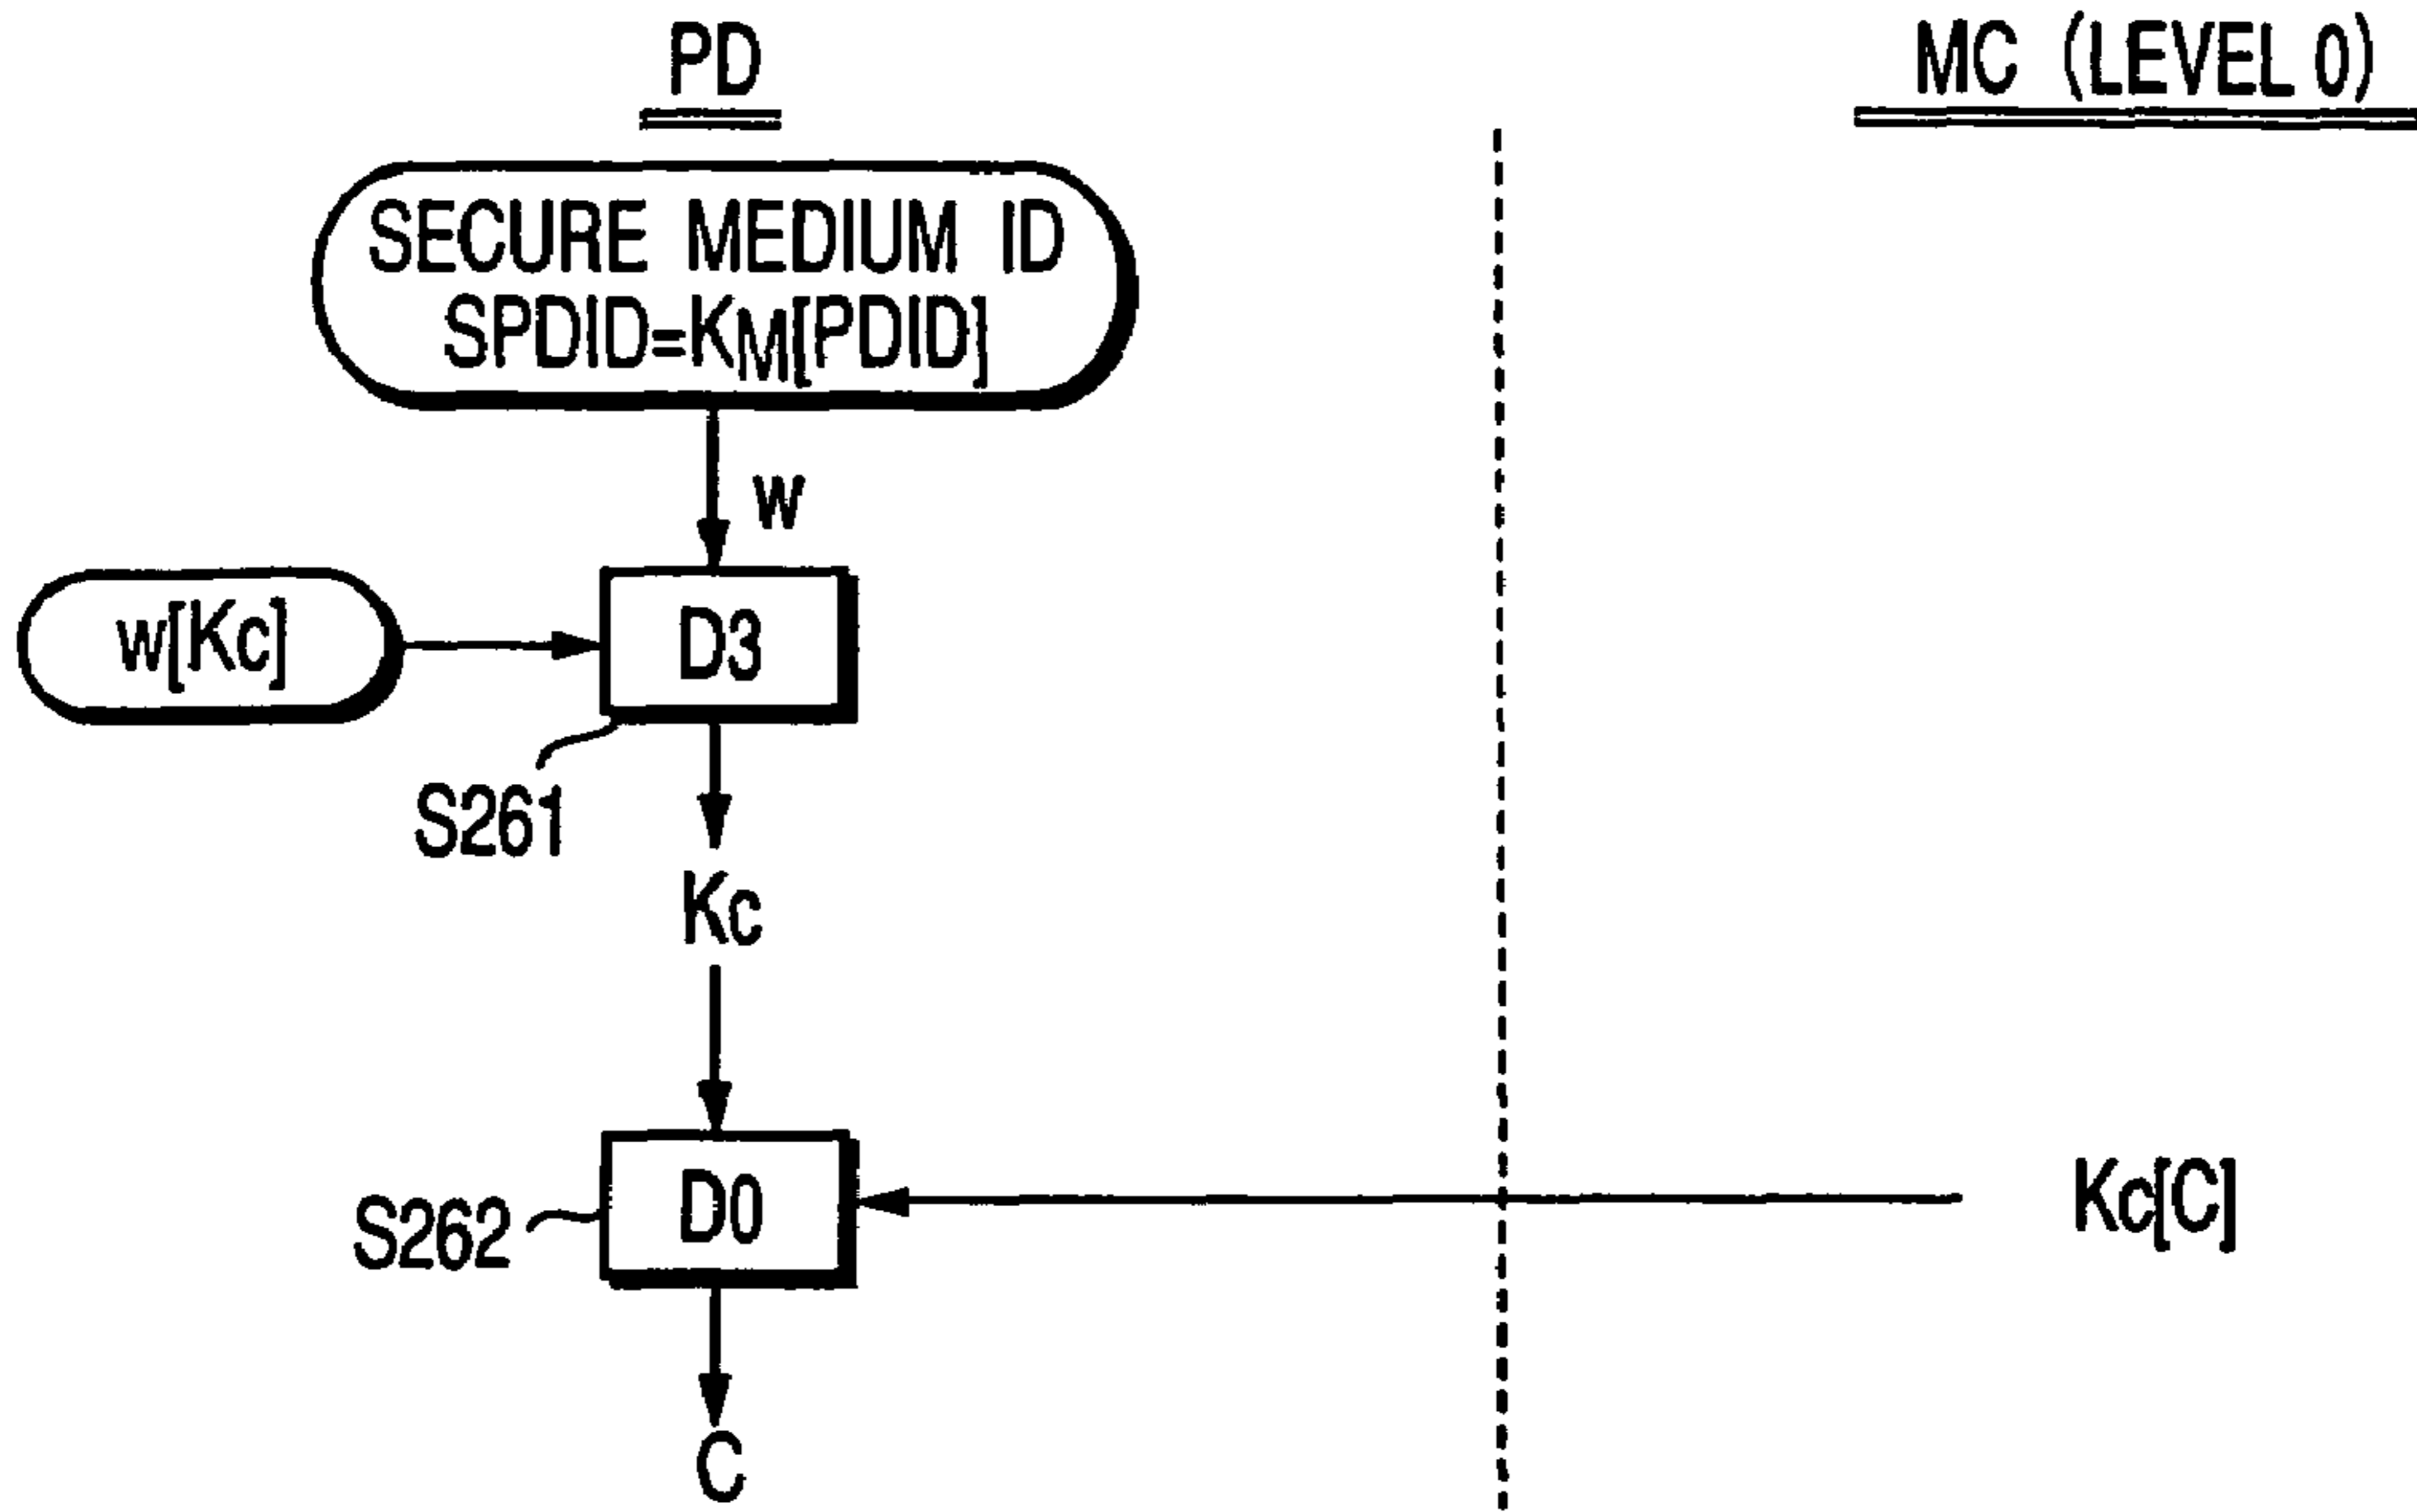 PD
MC (LEVEL 0)
SECURE MEDIUM ID
SPDID=KM[PDID]
w
w[Kc]
D3
S261
Kc
D0
S262
Kc[C]
C